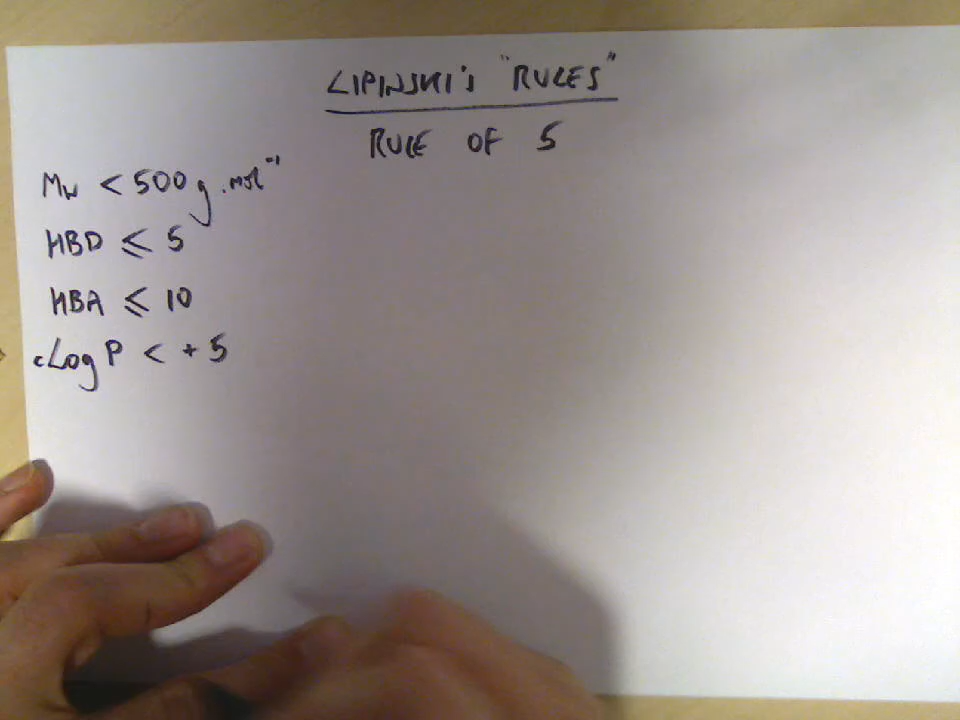 LIPINSKI'S "RULES"
RULE OF 5
Mw < 500 g.mol⁻¹
HBD ⩽ 5
HBA ⩽ 10
cLog P < + 5